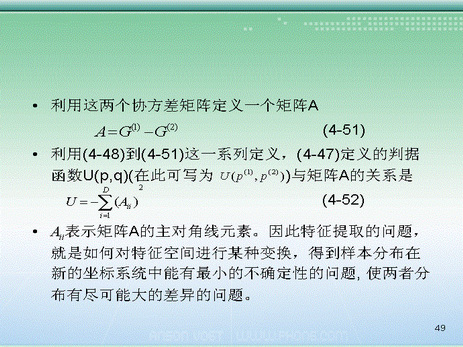 • 利用这两个协方差矩阵定义一个矩阵A
A=G⁽¹⁾−G⁽²⁾ (4-51)
• 利用(4-48)到(4-51)这一系列定义，(4-47)定义的判据
函数U(p,q)(在此可写为 U(p⁽¹⁾,p⁽²⁾))与矩阵A的关系是
U=−∑ᵢ₌₁ᴰ(Aᵢᵢ)² (4-52)
• Aᵢᵢ表示矩阵A的主对角线元素。因此特征提取的问题，
就是如何对特征空间进行某种变换，得到样本分布在
新的坐标系统中能有最小的不确定性的问题, 使两者分
布有尽可能大的差异的问题。
49